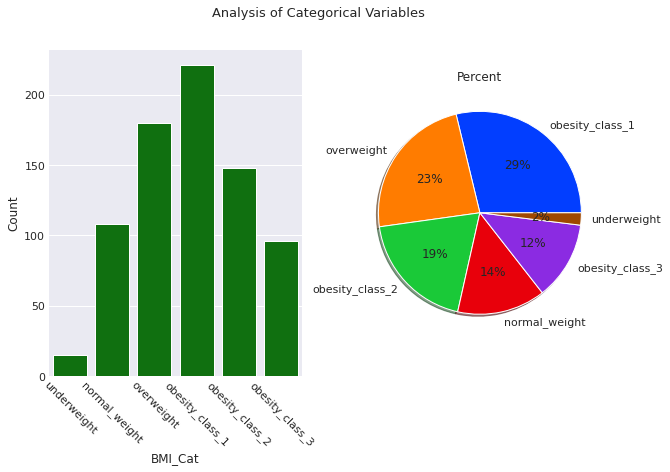 Analysis of Categorical Variables
200
150
100
50
0
Count
underweight
normal_weight
overweight
obesity_class_1
obesity_class_2
obesity_class_3
BMI_Cat
Percent
obesity_class_1
29%
overweight
23%
obesity_class_2
19%
normal_weight
14%
obesity_class_3
12%
underweight
2%